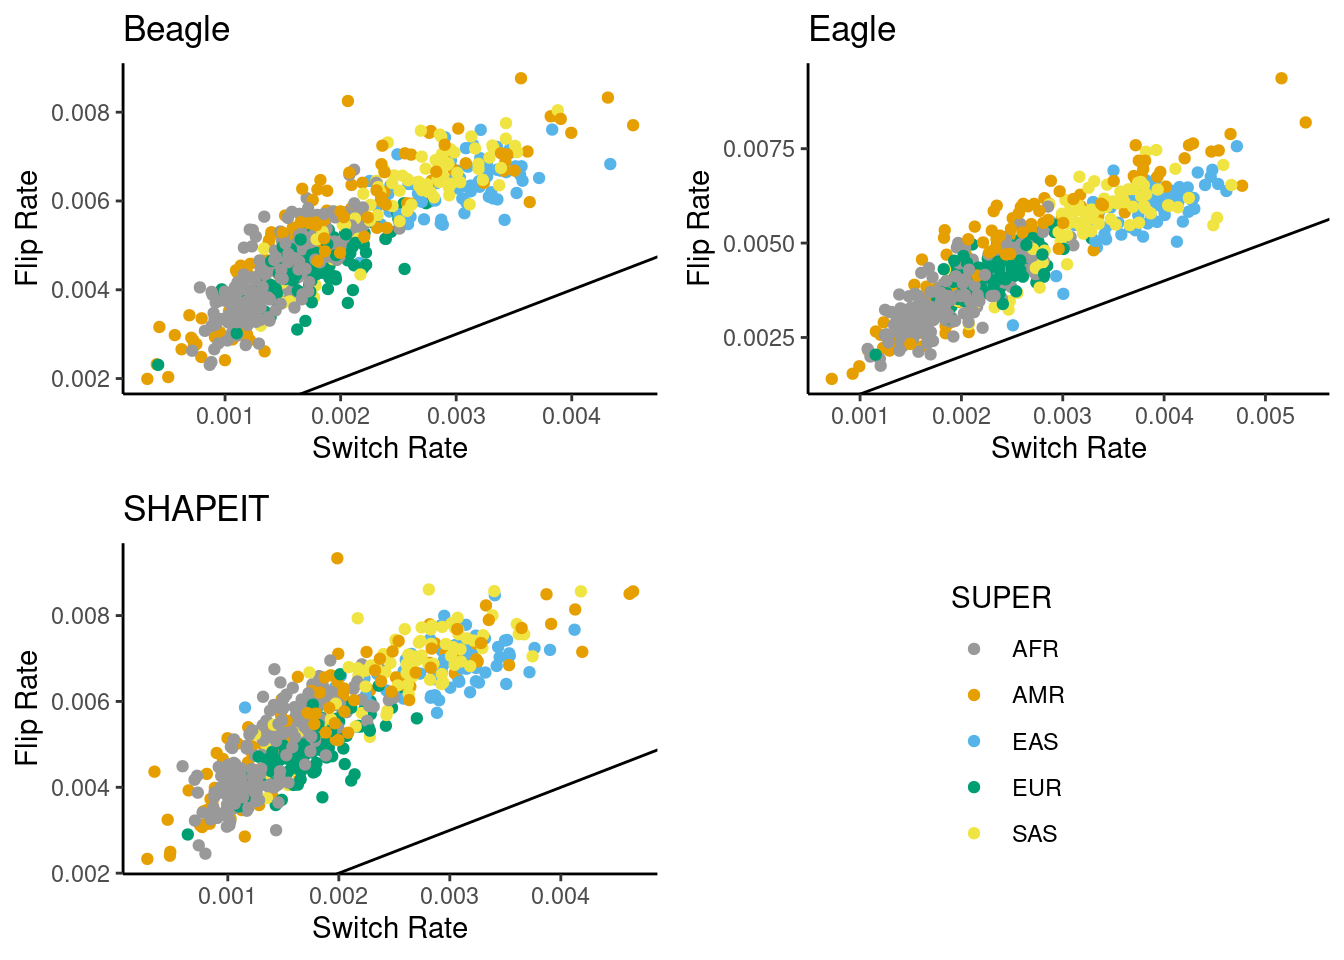 Beagle
Flip Rate
0.008
0.006
0.004
0.002
0.001
0.002
0.003
0.004
Switch Rate
Eagle
Flip Rate
0.0075
0.0050
0.0025
0.001
0.002
0.003
0.004
0.005
Switch Rate
SHAPEIT
Flip Rate
0.008
0.006
0.004
0.002
0.001
0.002
0.003
0.004
Switch Rate
SUPER
AFR
AMR
EAS
EUR
SAS